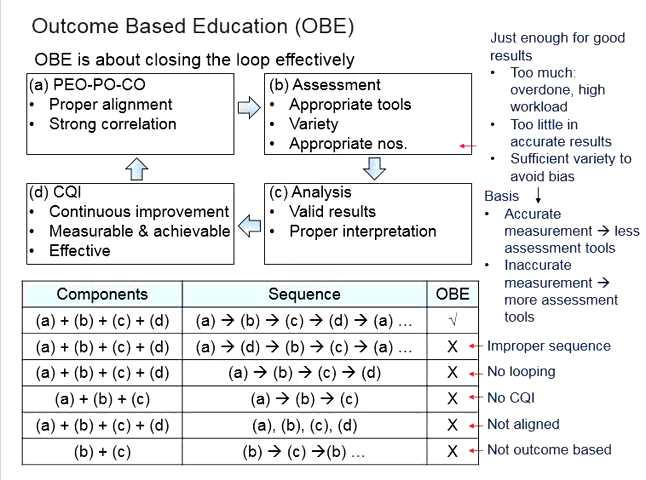 Outcome Based Education (OBE)
OBE is about closing the loop effectively
(a) PEO-PO-CO
• Proper alignment
• Strong correlation
(b) Assessment
• Appropriate tools
• Variety
• Appropriate nos.
(d) CQI
• Continuous improvement
• Measurable & achievable
• Effective
(c) Analysis
• Valid results
• Proper interpretation
Just enough for good
results
• Too much:
overdone, high
workload
• Too little in
accurate results
• Sufficient variety to
avoid bias
Basis
• Accurate
measurement → less
assessment tools
• Inaccurate
measurement →
more assessment
tools
Components Sequence OBE
(a) + (b) + (c) + (d) (a) → (b) → (c) → (d) → (a) ... √
(a) + (b) + (c) + (d) (a) → (d) → (b) → (c) → (a) ... X Improper sequence
(a) + (b) + (c) + (d) (a) → (b) → (c) → (d) X No looping
(a) + (b) + (c) (a) → (b) → (c) X No CQI
(a) + (b) + (c) + (d) (a), (b), (c), (d) X Not aligned
(b) + (c) (b) → (c) →(b) ... X Not outcome based